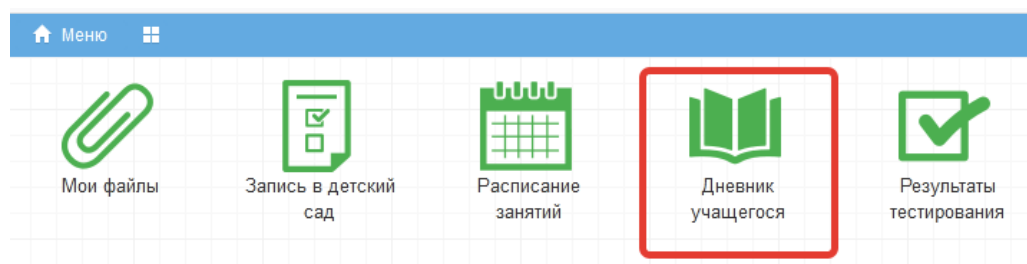 Меню
Мои файлы
Запись в детский
сад
Расписание
занятий
Дневник
учащегося
Результаты
тестирования